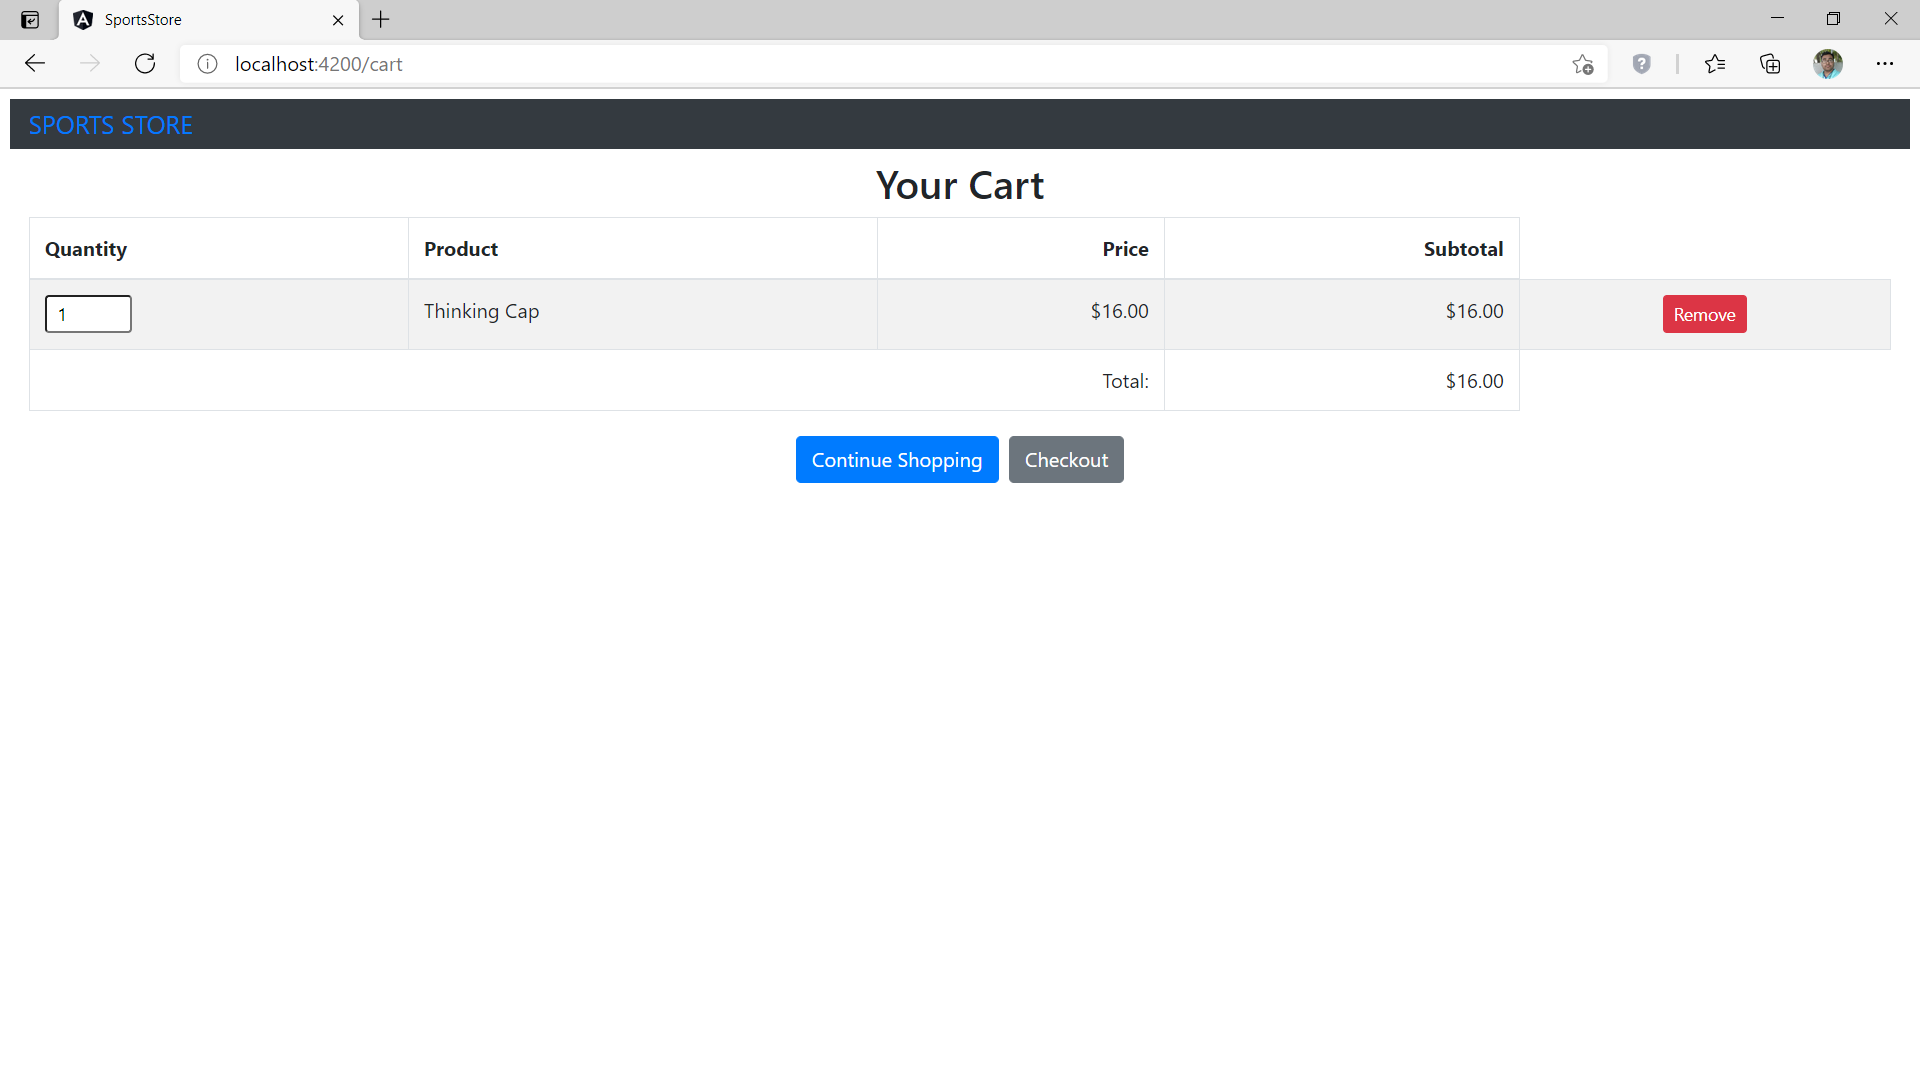 SportsStore
localhost:4200/cart
SPORTS STORE
Your Cart
Quantity Product Price Subtotal
1 Thinking Cap $16.00 $16.00 Remove
Total: $16.00
Continue Shopping Checkout